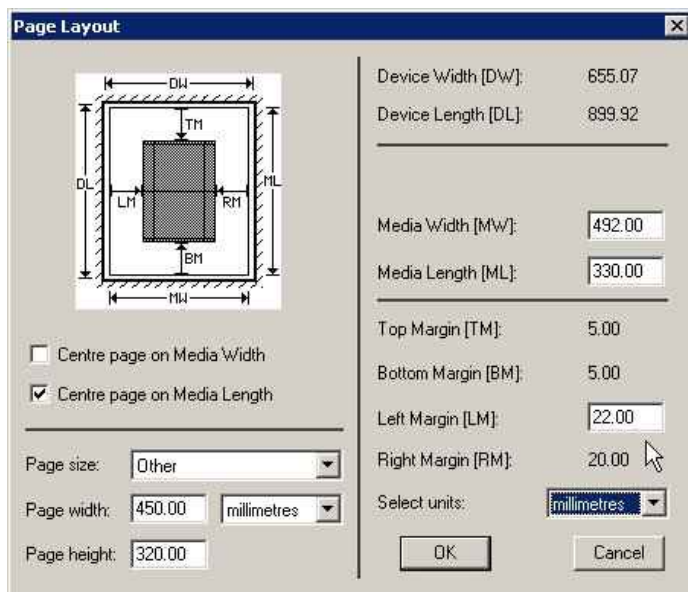 Page Layout
DW
TM
DL
ML
LM
RM
BM
MW
Centre page on Media Width
Centre page on Media Length
Page size: Other
Page width: 450.00 millimetres
Page height: 320.00
Device Width [DW]: 655.07
Device Length [DL]: 899.92
Media Width [MW]: 492.00
Media Length [ML]: 330.00
Top Margin [TM]: 5.00
Bottom Margin [BM]: 5.00
Left Margin [LM]: 22.00
Right Margin [RM]: 20.00
Select units: millimetres
OK
Cancel